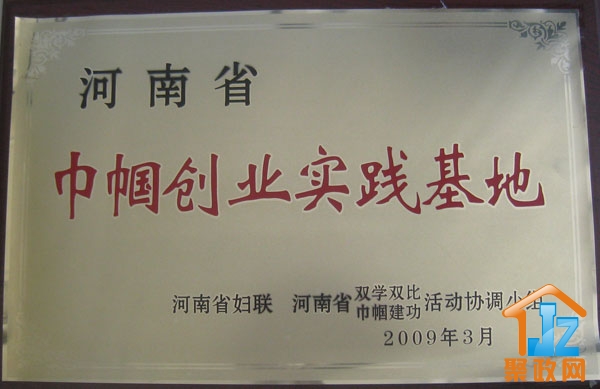 河南省
巾帼创业实践基地
河南省妇联 河南省双学双比巾帼建功活动协调小组
2009年3月
JZ
聚政网